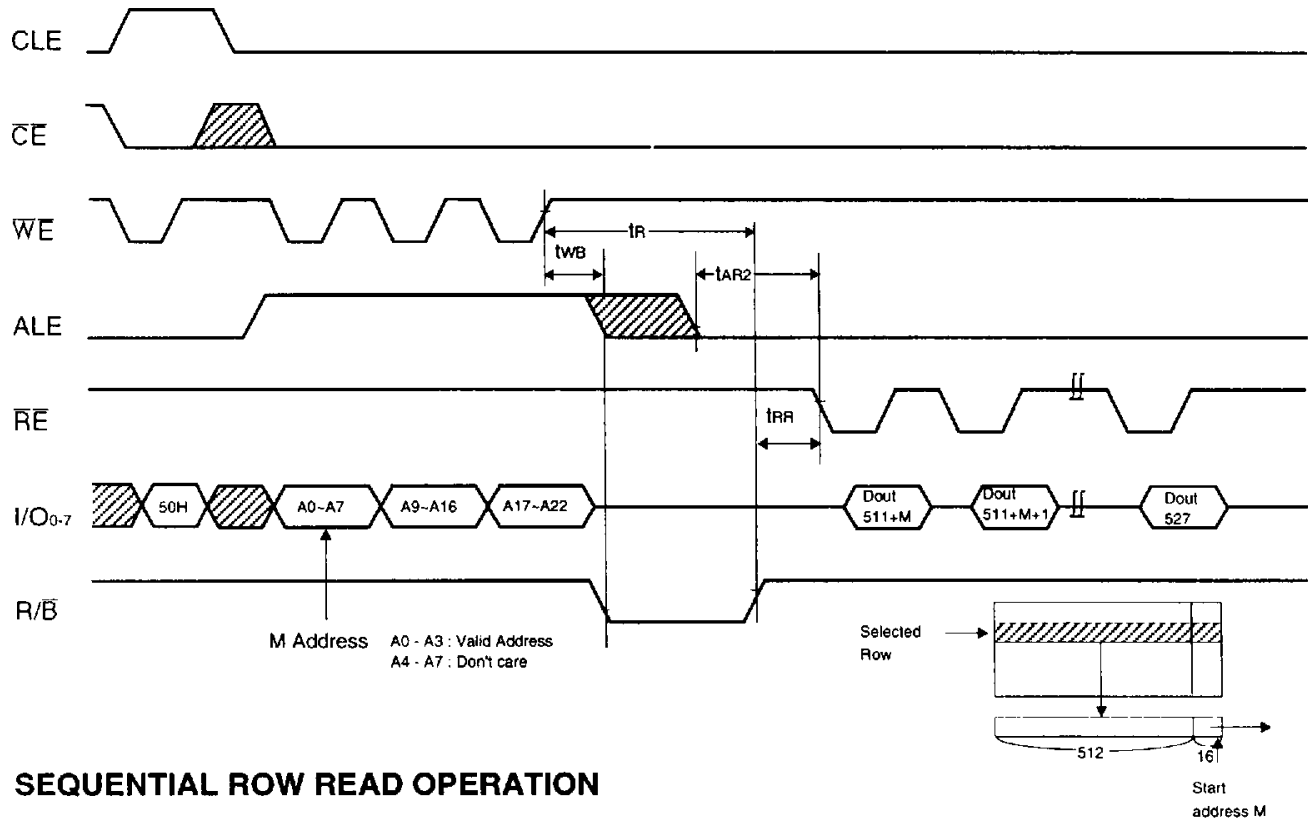 CLE
CE
WE
tR
tWB
tAR2
ALE
RE
tRR
I/O0-7
50H
A0~A7
A9~A16
A17~A22
Dout
511+M
Dout
511+M+1
Dout
527
R/B
M Address
A0 - A3 : Valid Address
A4 - A7 : Don't care
Selected
Row
512
16
Start
address M
SEQUENTIAL ROW READ OPERATION